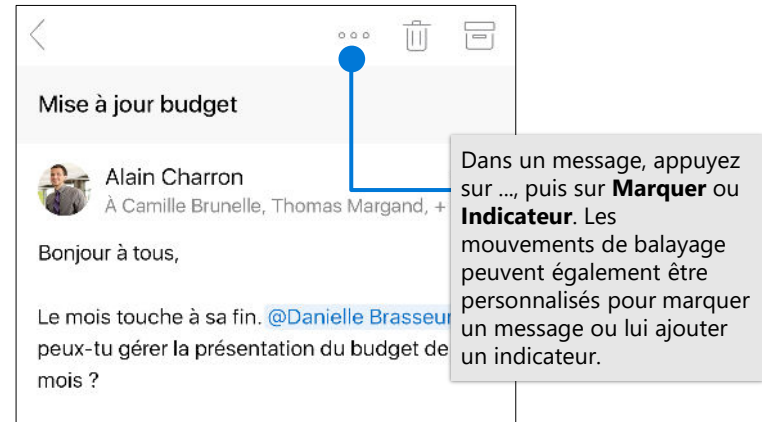 Mise à jour budget
Alain Charron
À Camille Brunelle, Thomas Margand, +
Bonjour à tous,
Le mois touche à sa fin. @Danielle Brasseur
peux-tu gérer la présentation du budget de
mois ?
Dans un message, appuyez
sur ..., puis sur Marquer ou
Indicateur. Les
mouvements de balayage
peuvent également être
personnalisés pour marquer
un message ou lui ajouter
un indicateur.